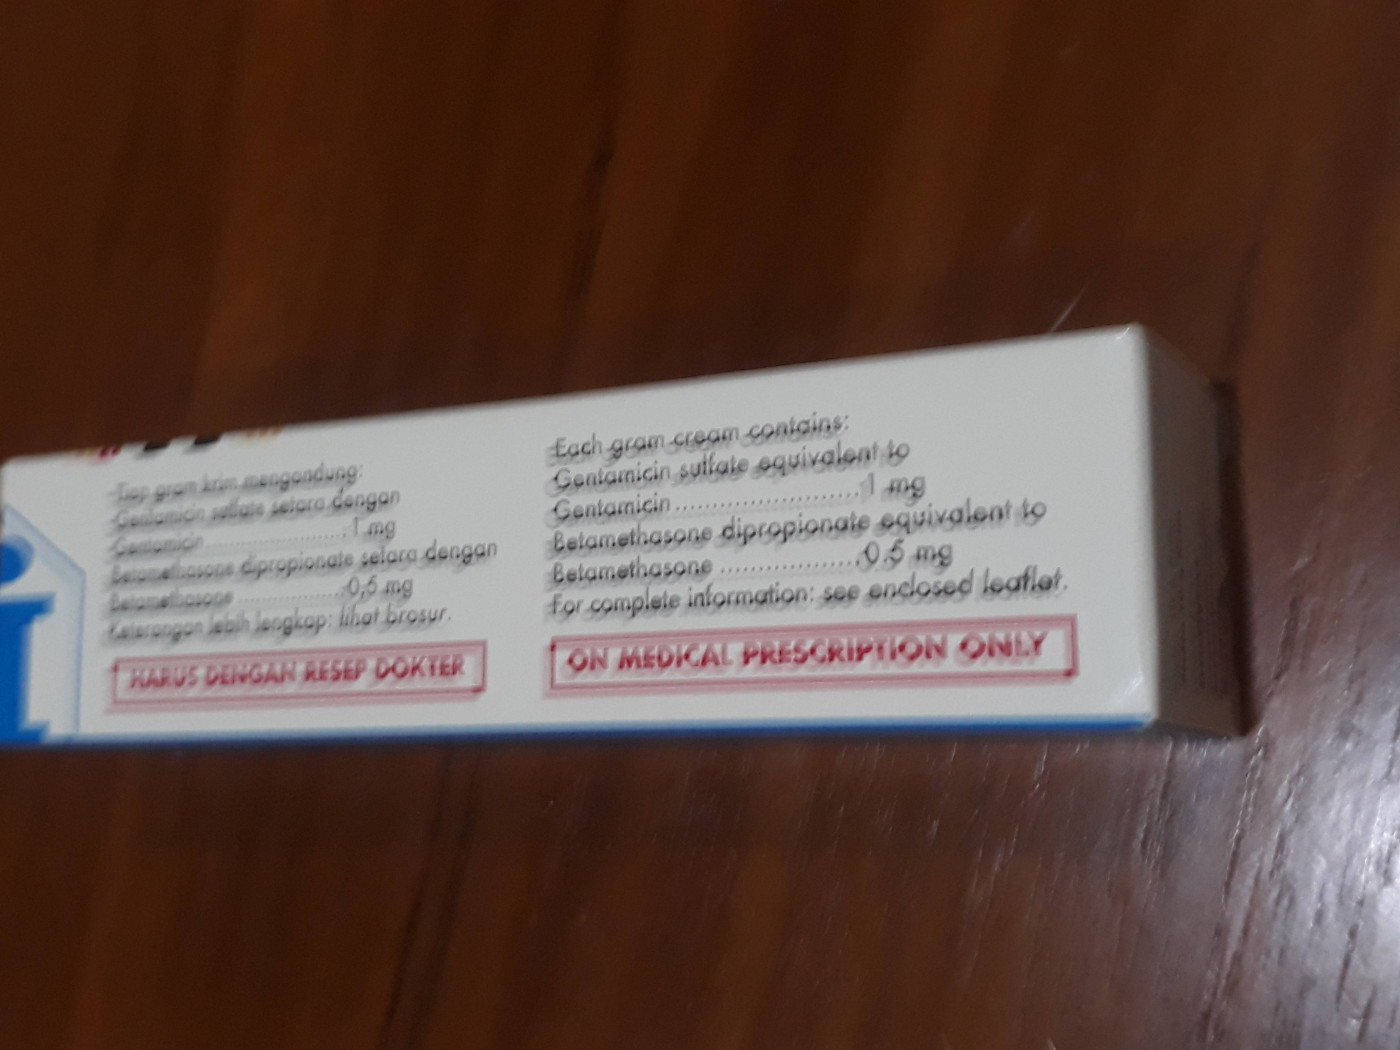 Tiap gram krim mengandung:
Gentamicin sulfate setara dengan
Gentamicin ........................ 1 mg
Betamethasone dipropionate setara dengan
Betamethasone .................. 0,5 mg
Keterangan lebih lengkap: lihat brosur.
HARUS DENGAN RESEP DOKTER
Each gram cream contains:
Gentamicin sulfate equivalent to
Gentamicin ........................ 1 mg
Betamethasone dipropionate equivalent to
Betamethasone .................. 0.5 mg
For complete information: see enclosed leaflet.
ON MEDICAL PRESCRIPTION ONLY